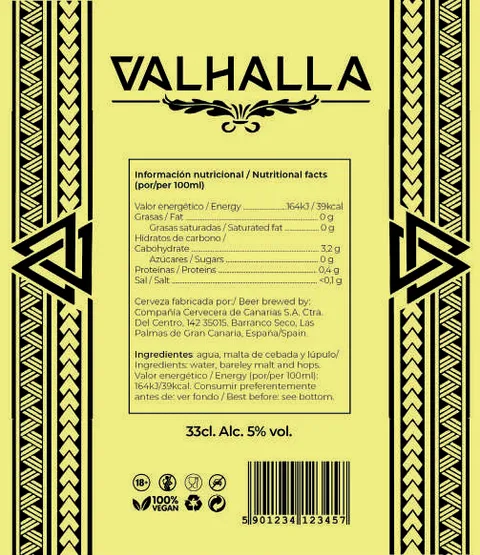 VALHALLA
Información nutricional / Nutritional facts
(por/per 100ml)
Valor energético / Energy ................ 164kJ / 39kcal
Grasas / Fat ................ 0 g
Grasas saturadas / Saturated fat ................ 0 g
Hidratos de carbono /
Cabohydrate ................ 3,2 g
Azúcares / Sugars ................ 0 g
Proteínas / Proteins ................ 0,4 g
Sal / Salt ................ <0,1 g
Cerveza fabricada por:/ Beer brewed by:
Compañía Cervecera de Canarias S.A. Ctra.
Del Centro, 142 35015. Barranco Seco, Las
Palmas de Gran Canaria, España/Spain.
Ingredientes: agua, malta de cebada y lúpulo/
Ingredients: water, bareley malt and hops.
Valor energético / Energy (por/per 100ml):
164kJ/39kcal. Consumir preferentemente
antes de: ver fondo / Best before: see bottom.
33cl. Alc. 5% vol.
18+
100%
VEGAN
5 901234 123457